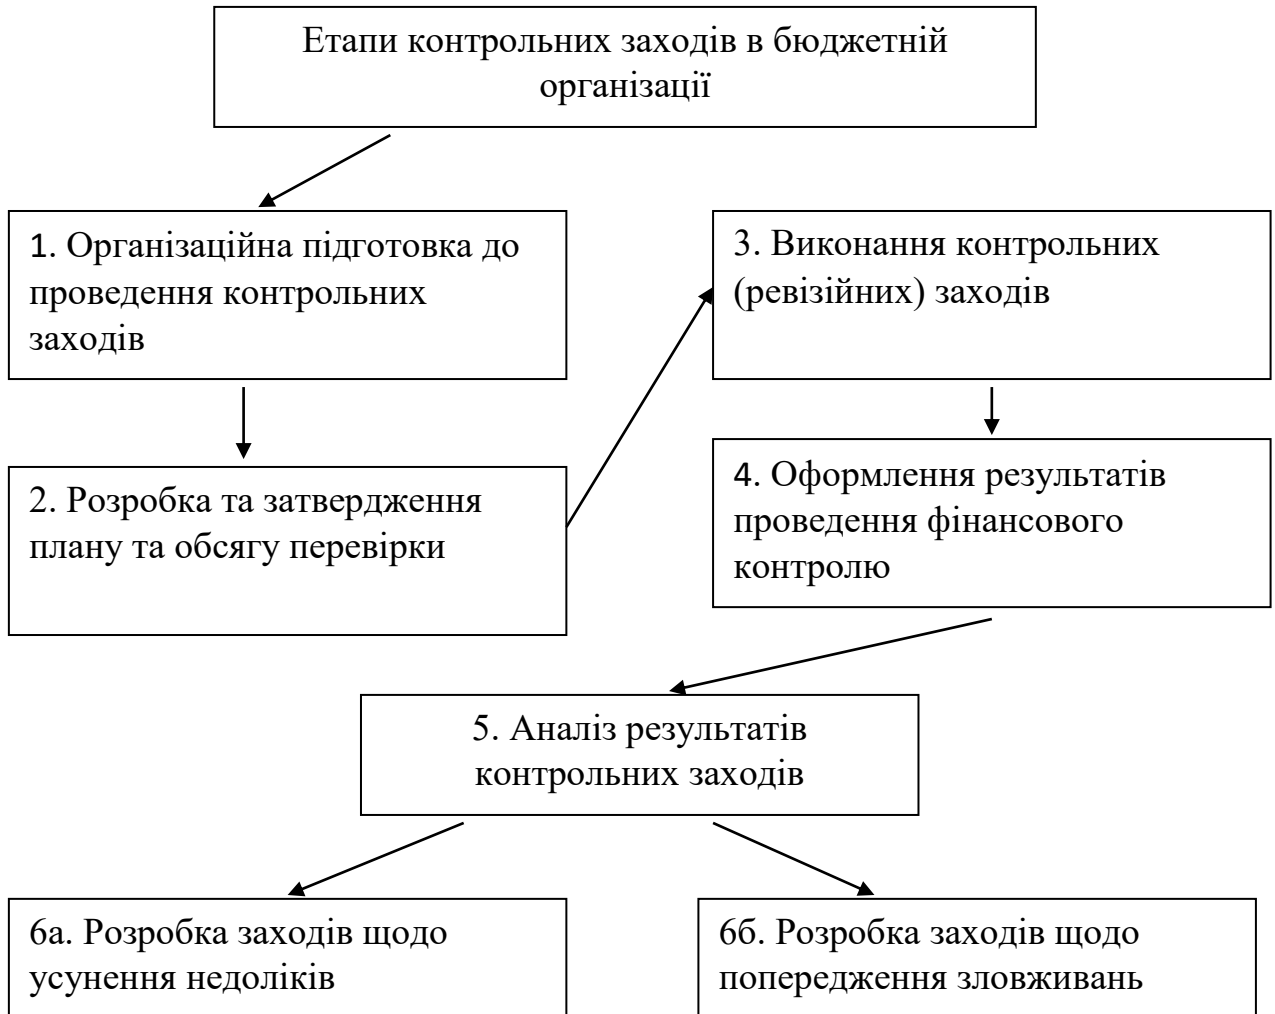 Етапи контрольних заходів в бюджетній
організації
1. Організаційна підготовка до
проведення контрольних
заходів
2. Розробка та затвердження
плану та обсягу перевірки
3. Виконання контрольних
(ревізійних) заходів
4. Оформлення результатів
проведення фінансового
контролю
5. Аналіз результатів
контрольних заходів
6а. Розробка заходів щодо
усунення недоліків
6б. Розробка заходів щодо
попередження зловживань